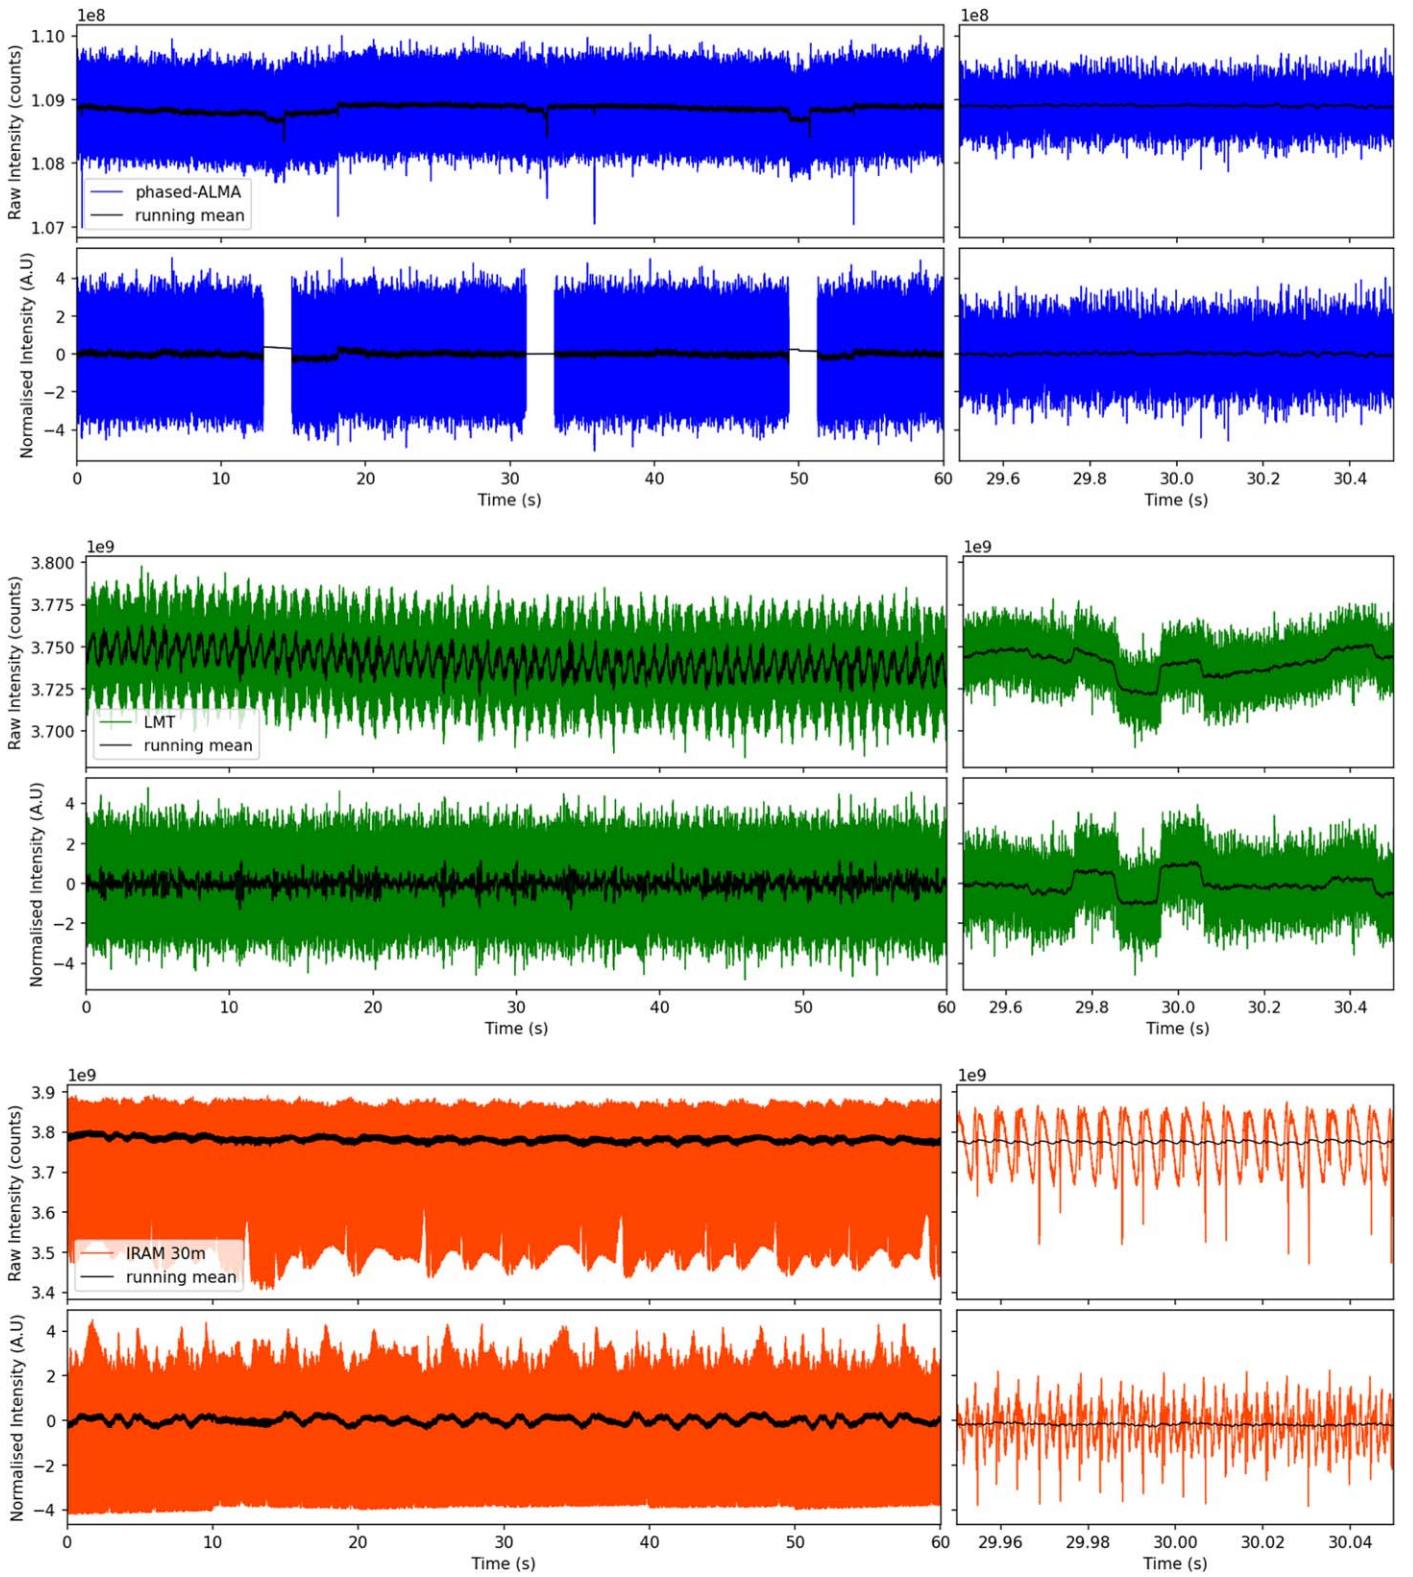 1e8
1e8
1.10
1.09
1.08
1.07
Raw Intensity (counts)
phased-ALMA
running mean
4
2
0
−2
−4
Normalised Intensity (A.U)
0 10 20 30 40 50 60
Time (s)
29.6 29.8 30.0 30.2 30.4
Time (s)
1e9
1e9
3.800
3.775
3.750
3.725
3.700
Raw Intensity (counts)
LMT
running mean
4
2
0
−2
−4
Normalised Intensity (A.U)
0 10 20 30 40 50 60
Time (s)
29.6 29.8 30.0 30.2 30.4
Time (s)
1e9
1e9
3.9
3.8
3.7
3.6
3.5
3.4
Raw Intensity (counts)
IRAM 30m
running mean
4
2
0
−2
−4
Normalised Intensity (A.U)
0 10 20 30 40 50 60
Time (s)
29.96 29.98 30.00 30.02 30.04
Time (s)